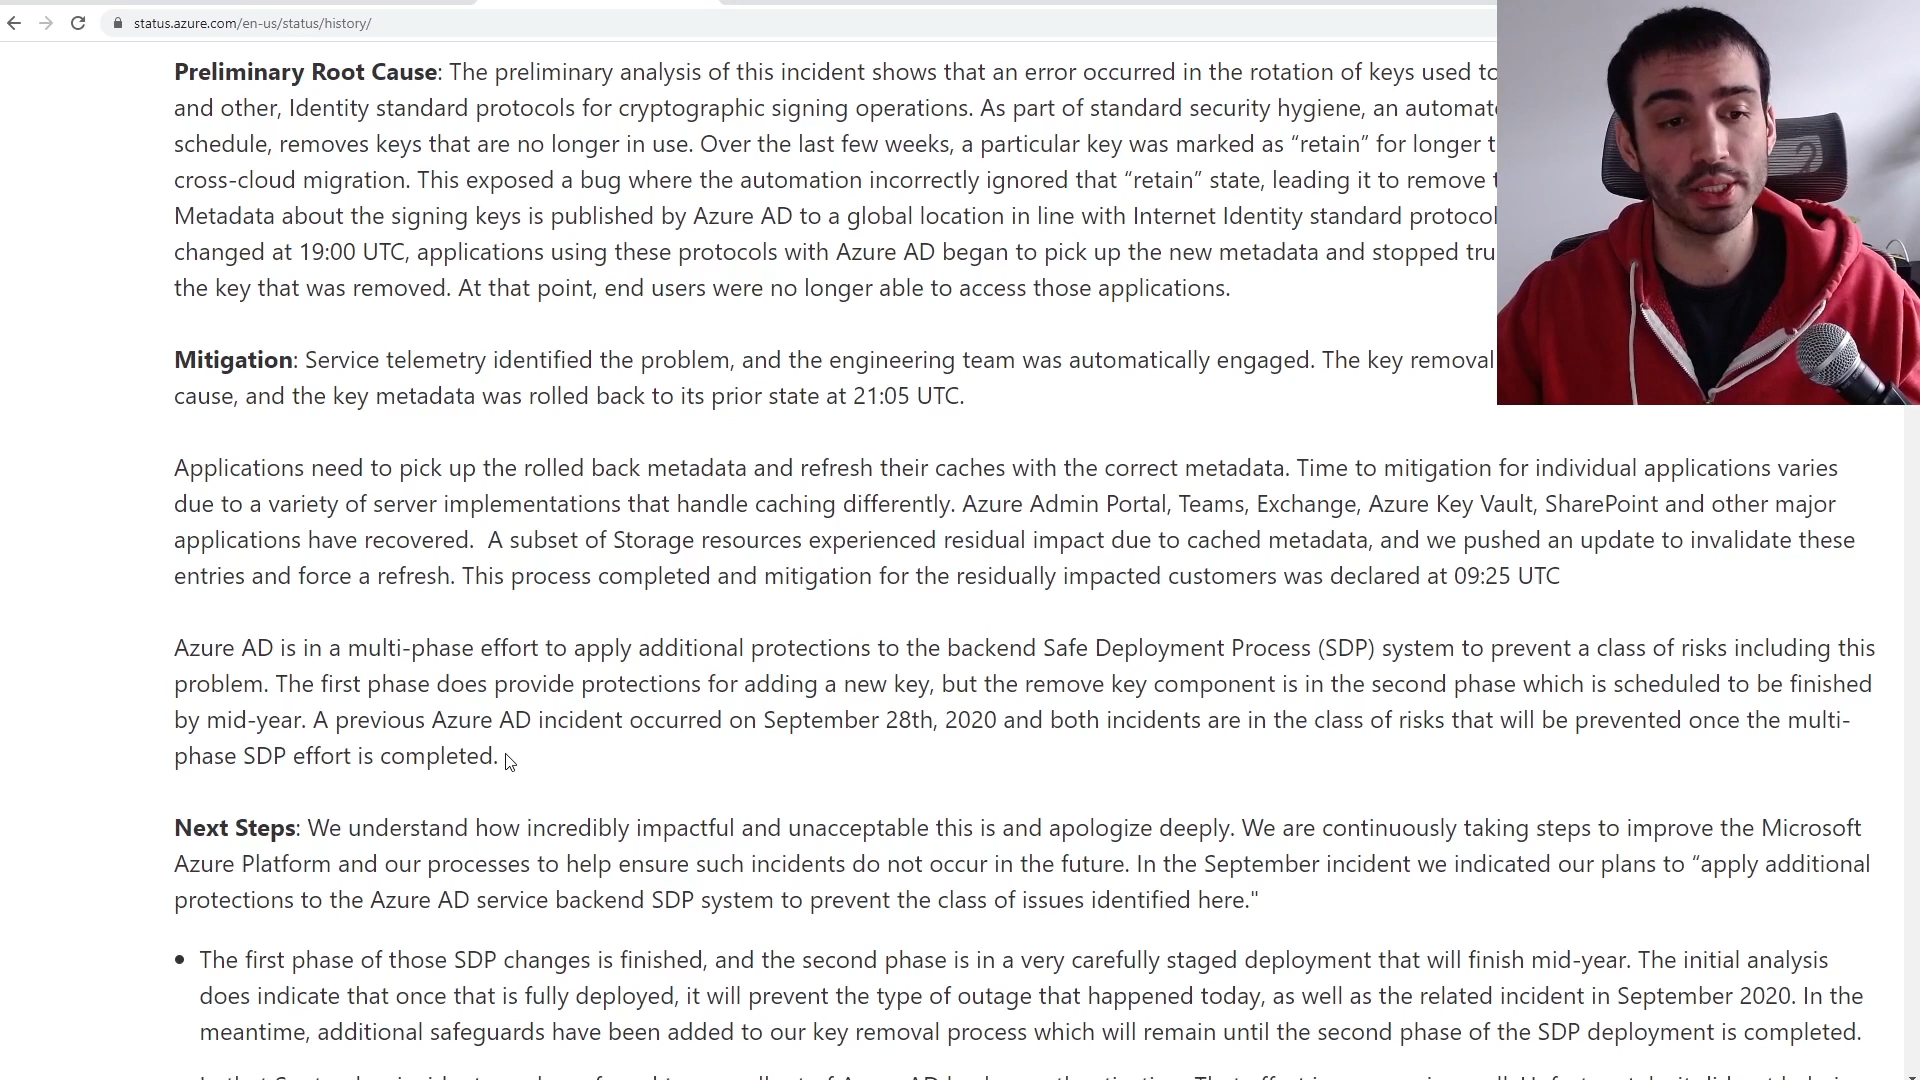 status.azure.com/en-us/status/history/
Preliminary Root Cause: The preliminary analysis of this incident shows that an error occurred in the rotation of keys used to
and other, Identity standard protocols for cryptographic signing operations. As part of standard security hygiene, an automat
schedule, removes keys that are no longer in use. Over the last few weeks, a particular key was marked as “retain” for longer t
cross-cloud migration. This exposed a bug where the automation incorrectly ignored that “retain” state, leading it to remove t
Metadata about the signing keys is published by Azure AD to a global location in line with Internet Identity standard protocol
changed at 19:00 UTC, applications using these protocols with Azure AD began to pick up the new metadata and stopped tru
the key that was removed. At that point, end users were no longer able to access those applications.
Mitigation: Service telemetry identified the problem, and the engineering team was automatically engaged. The key removal
cause, and the key metadata was rolled back to its prior state at 21:05 UTC.
Applications need to pick up the rolled back metadata and refresh their caches with the correct metadata. Time to mitigation for individual applications varies
due to a variety of server implementations that handle caching differently. Azure Admin Portal, Teams, Exchange, Azure Key Vault, SharePoint and other major
applications have recovered.  A subset of Storage resources experienced residual impact due to cached metadata, and we pushed an update to invalidate these
entries and force a refresh. This process completed and mitigation for the residually impacted customers was declared at 09:25 UTC
Azure AD is in a multi-phase effort to apply additional protections to the backend Safe Deployment Process (SDP) system to prevent a class of risks including this
problem. The first phase does provide protections for adding a new key, but the remove key component is in the second phase which is scheduled to be finished
by mid-year. A previous Azure AD incident occurred on September 28th, 2020 and both incidents are in the class of risks that will be prevented once the multi-
phase SDP effort is completed.
Next Steps: We understand how incredibly impactful and unacceptable this is and apologize deeply. We are continuously taking steps to improve the Microsoft
Azure Platform and our processes to help ensure such incidents do not occur in the future. In the September incident we indicated our plans to “apply additional
protections to the Azure AD service backend SDP system to prevent the class of issues identified here."
• The first phase of those SDP changes is finished, and the second phase is in a very carefully staged deployment that will finish mid-year. The initial analysis
does indicate that once that is fully deployed, it will prevent the type of outage that happened today, as well as the related incident in September 2020. In the
meantime, additional safeguards have been added to our key removal process which will remain until the second phase of the SDP deployment is completed.